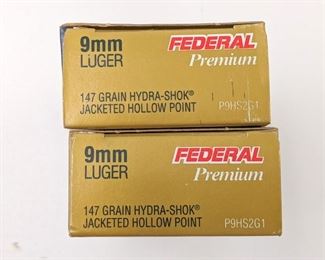 9mm
LUGER
FEDERAL
Premium
147 GRAIN HYDRA-SHOK®
JACKETED HOLLOW POINT
P9HS2G1
9mm
LUGER
FEDERAL
Premium
147 GRAIN HYDRA-SHOK®
JACKETED HOLLOW POINT
P9HS2G1